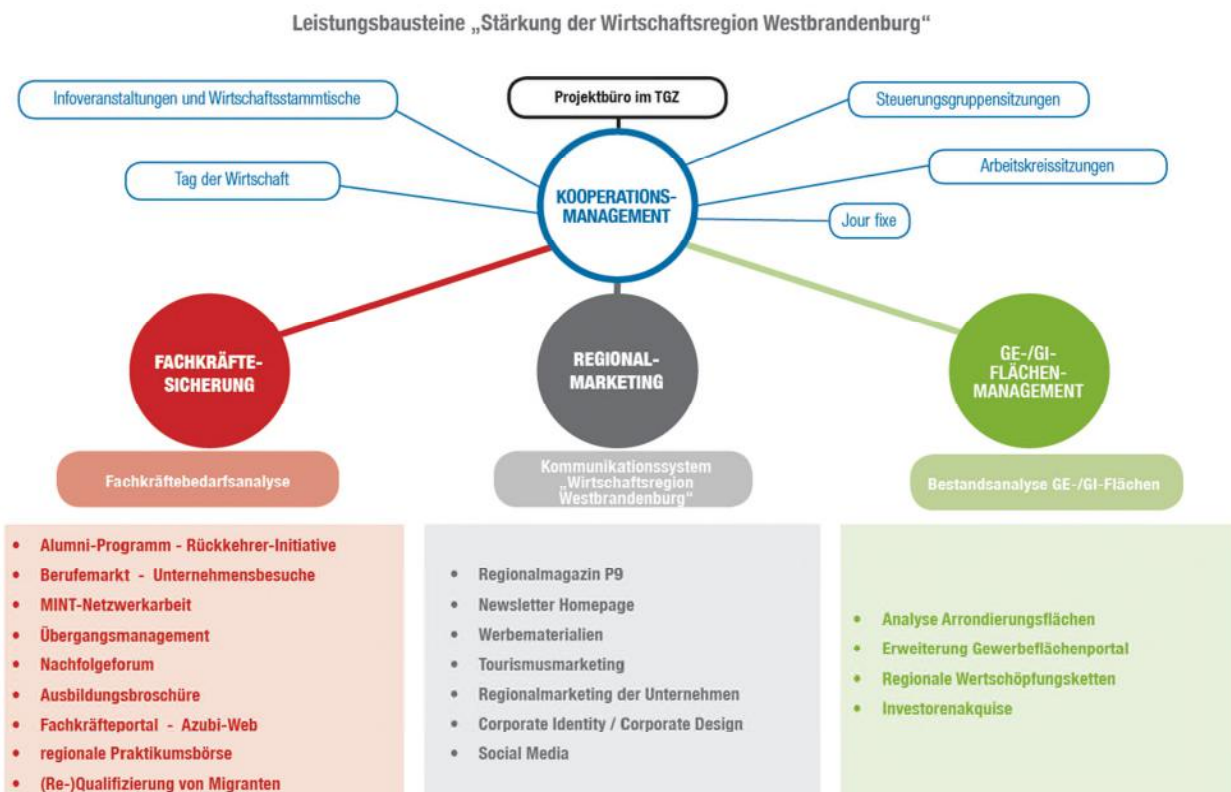 Leistungsbausteine „Stärkung der Wirtschaftsregion Westbrandenburg“
Infoveranstaltungen und Wirtschaftsstammtische
Projektbüro im TGZ
Steuerungsgruppensitzungen
Tag der Wirtschaft
Arbeitskreissitzungen
KOOPERATIONS-
MANAGEMENT
Jour fixe
FACHKRÄFTE-
SICHERUNG
REGIONAL-
MARKETING
GE-/GI-
FLÄCHEN-
MANAGEMENT
Fachkräftebedarfsanalyse
Kommunikationssystem
„Wirtschaftsregion
Westbrandenburg“
Bestandsanalyse GE-/GI-Flächen
• Alumni-Programm - Rückkehrer-Initiative
• Berufemarkt - Unternehmensbesuche
• MINT-Netzwerkarbeit
• Übergangsmanagement
• Nachfolgeforum
• Ausbildungsbroschüre
• Fachkräfteportal - Azubi-Web
• regionale Praktikumsbörse
• (Re-)Qualifizierung von Migranten
• Regionalmagazin P9
• Newsletter Homepage
• Werbematerialien
• Tourismusmarketing
• Regionalmarketing der Unternehmen
• Corporate Identity / Corporate Design
• Social Media
• Analyse Arrondierungsflächen
• Erweiterung Gewerbeflächenportal
• Regionale Wertschöpfungsketten
• Investorenakquise